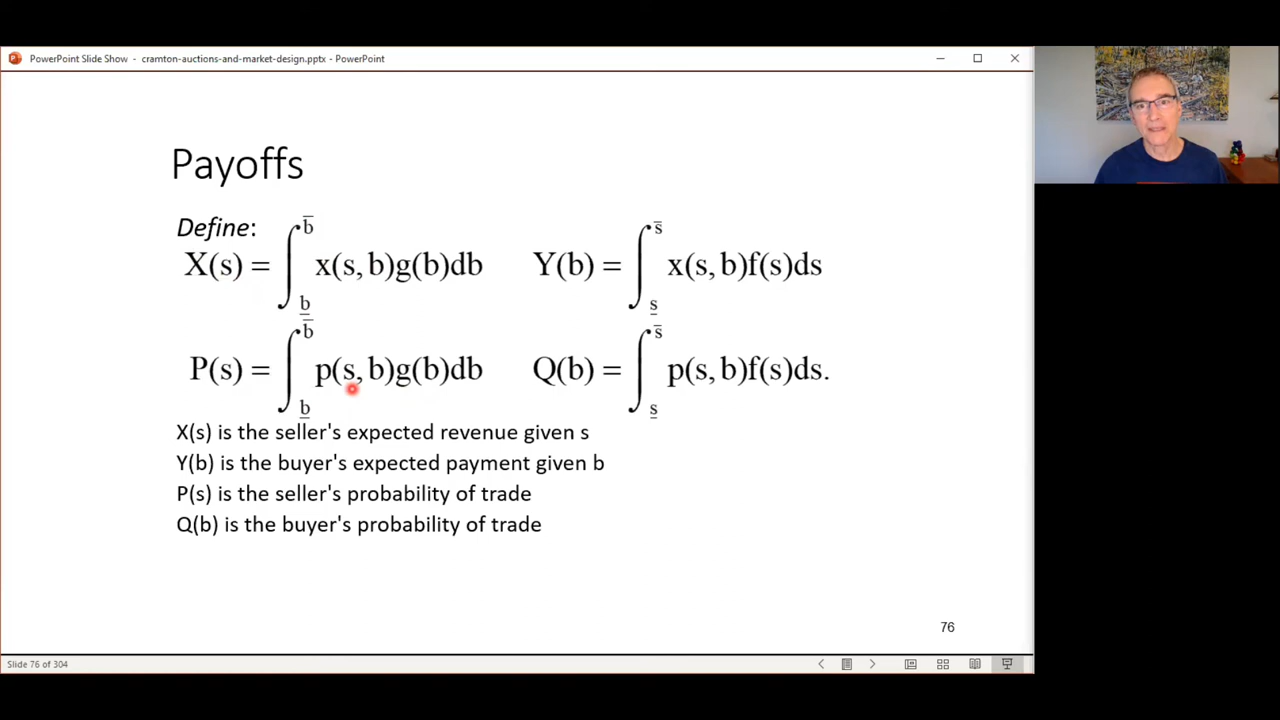 PowerPoint Slide Show - cramton-auctions-and-market-design.pptx - PowerPoint
Payoffs
Define:
X(s) = ∫_b̲^b̄ x(s, b)g(b)db    Y(b) = ∫_s̲^s̄ x(s, b)f(s)ds
P(s) = ∫_b̲^b̄ p(s, b)g(b)db    Q(b) = ∫_s̲^s̄ p(s, b)f(s)ds.
X(s) is the seller's expected revenue given s
Y(b) is the buyer's expected payment given b
P(s) is the seller's probability of trade
Q(b) is the buyer's probability of trade
76
Slide 76 of 304